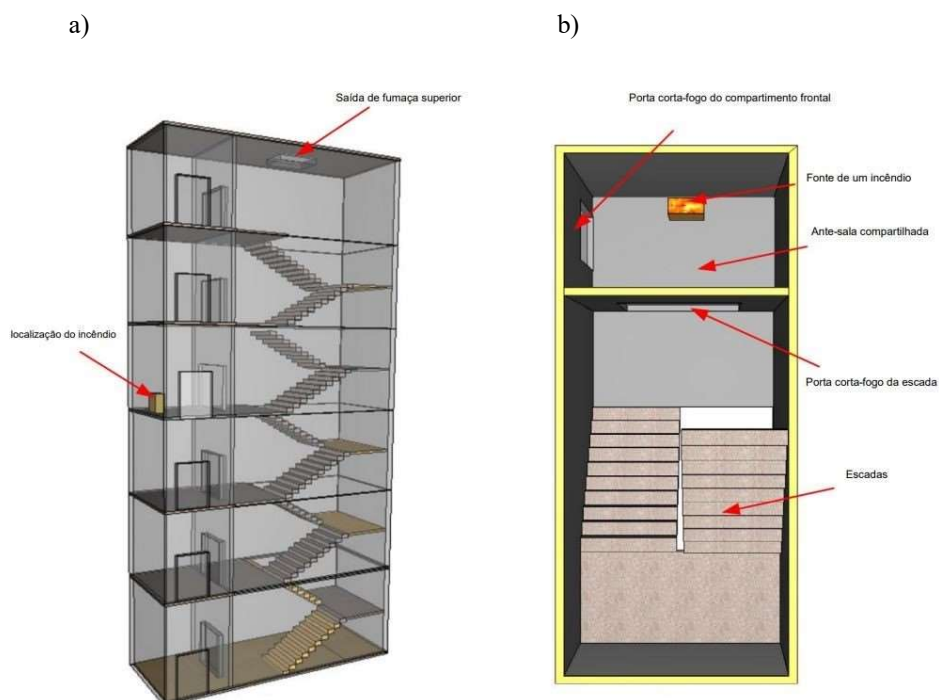 a)
b)
Saída de fumaça superior
localização do incêndio
Porta corta-fogo do compartimento frontal
Fonte de um incêndio
Ante-sala compartilhada
Porta corta-fogo da escada
Escadas